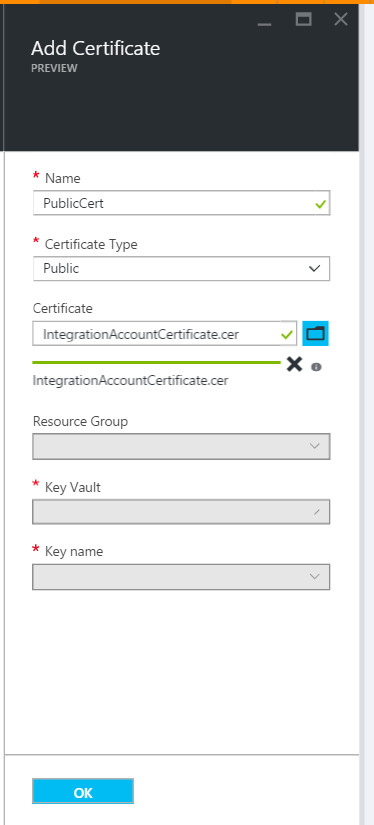 Add Certificate
PREVIEW
* Name
PublicCert
* Certificate Type
Public
Certificate
IntegrationAccountCertificate.cer
IntegrationAccountCertificate.cer
Resource Group
* Key Vault
* Key name
OK